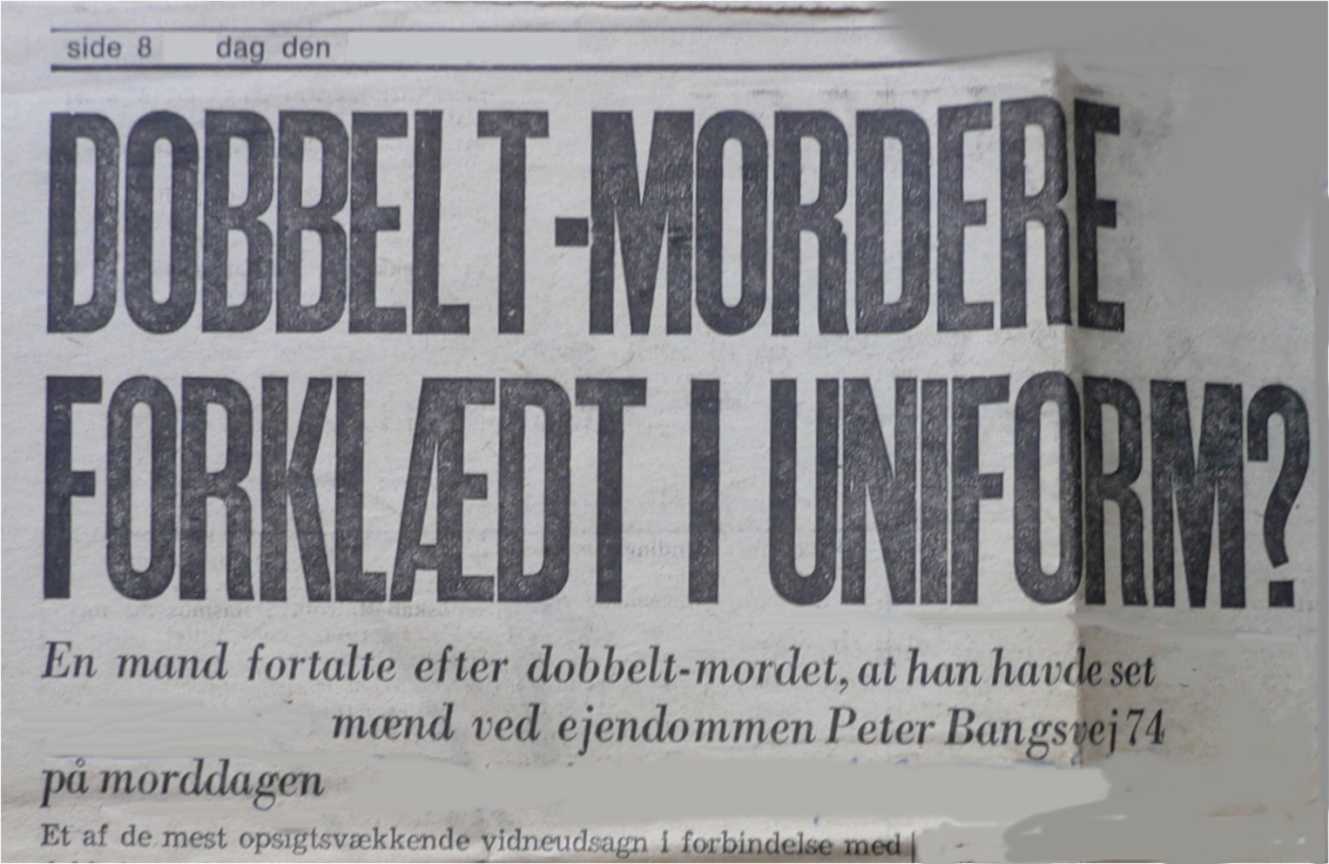 side 8 dag den
DOBBELT-MORDERE
FORKLÆDT I UNIFORM?
En mand fortalte efter dobbelt-mordet, at han havde set
mænd ved ejendommen Peter Bangsvej 74
på morddagen
Et af de mest opsigtsvækkende vidneudsagn i forbindelse med